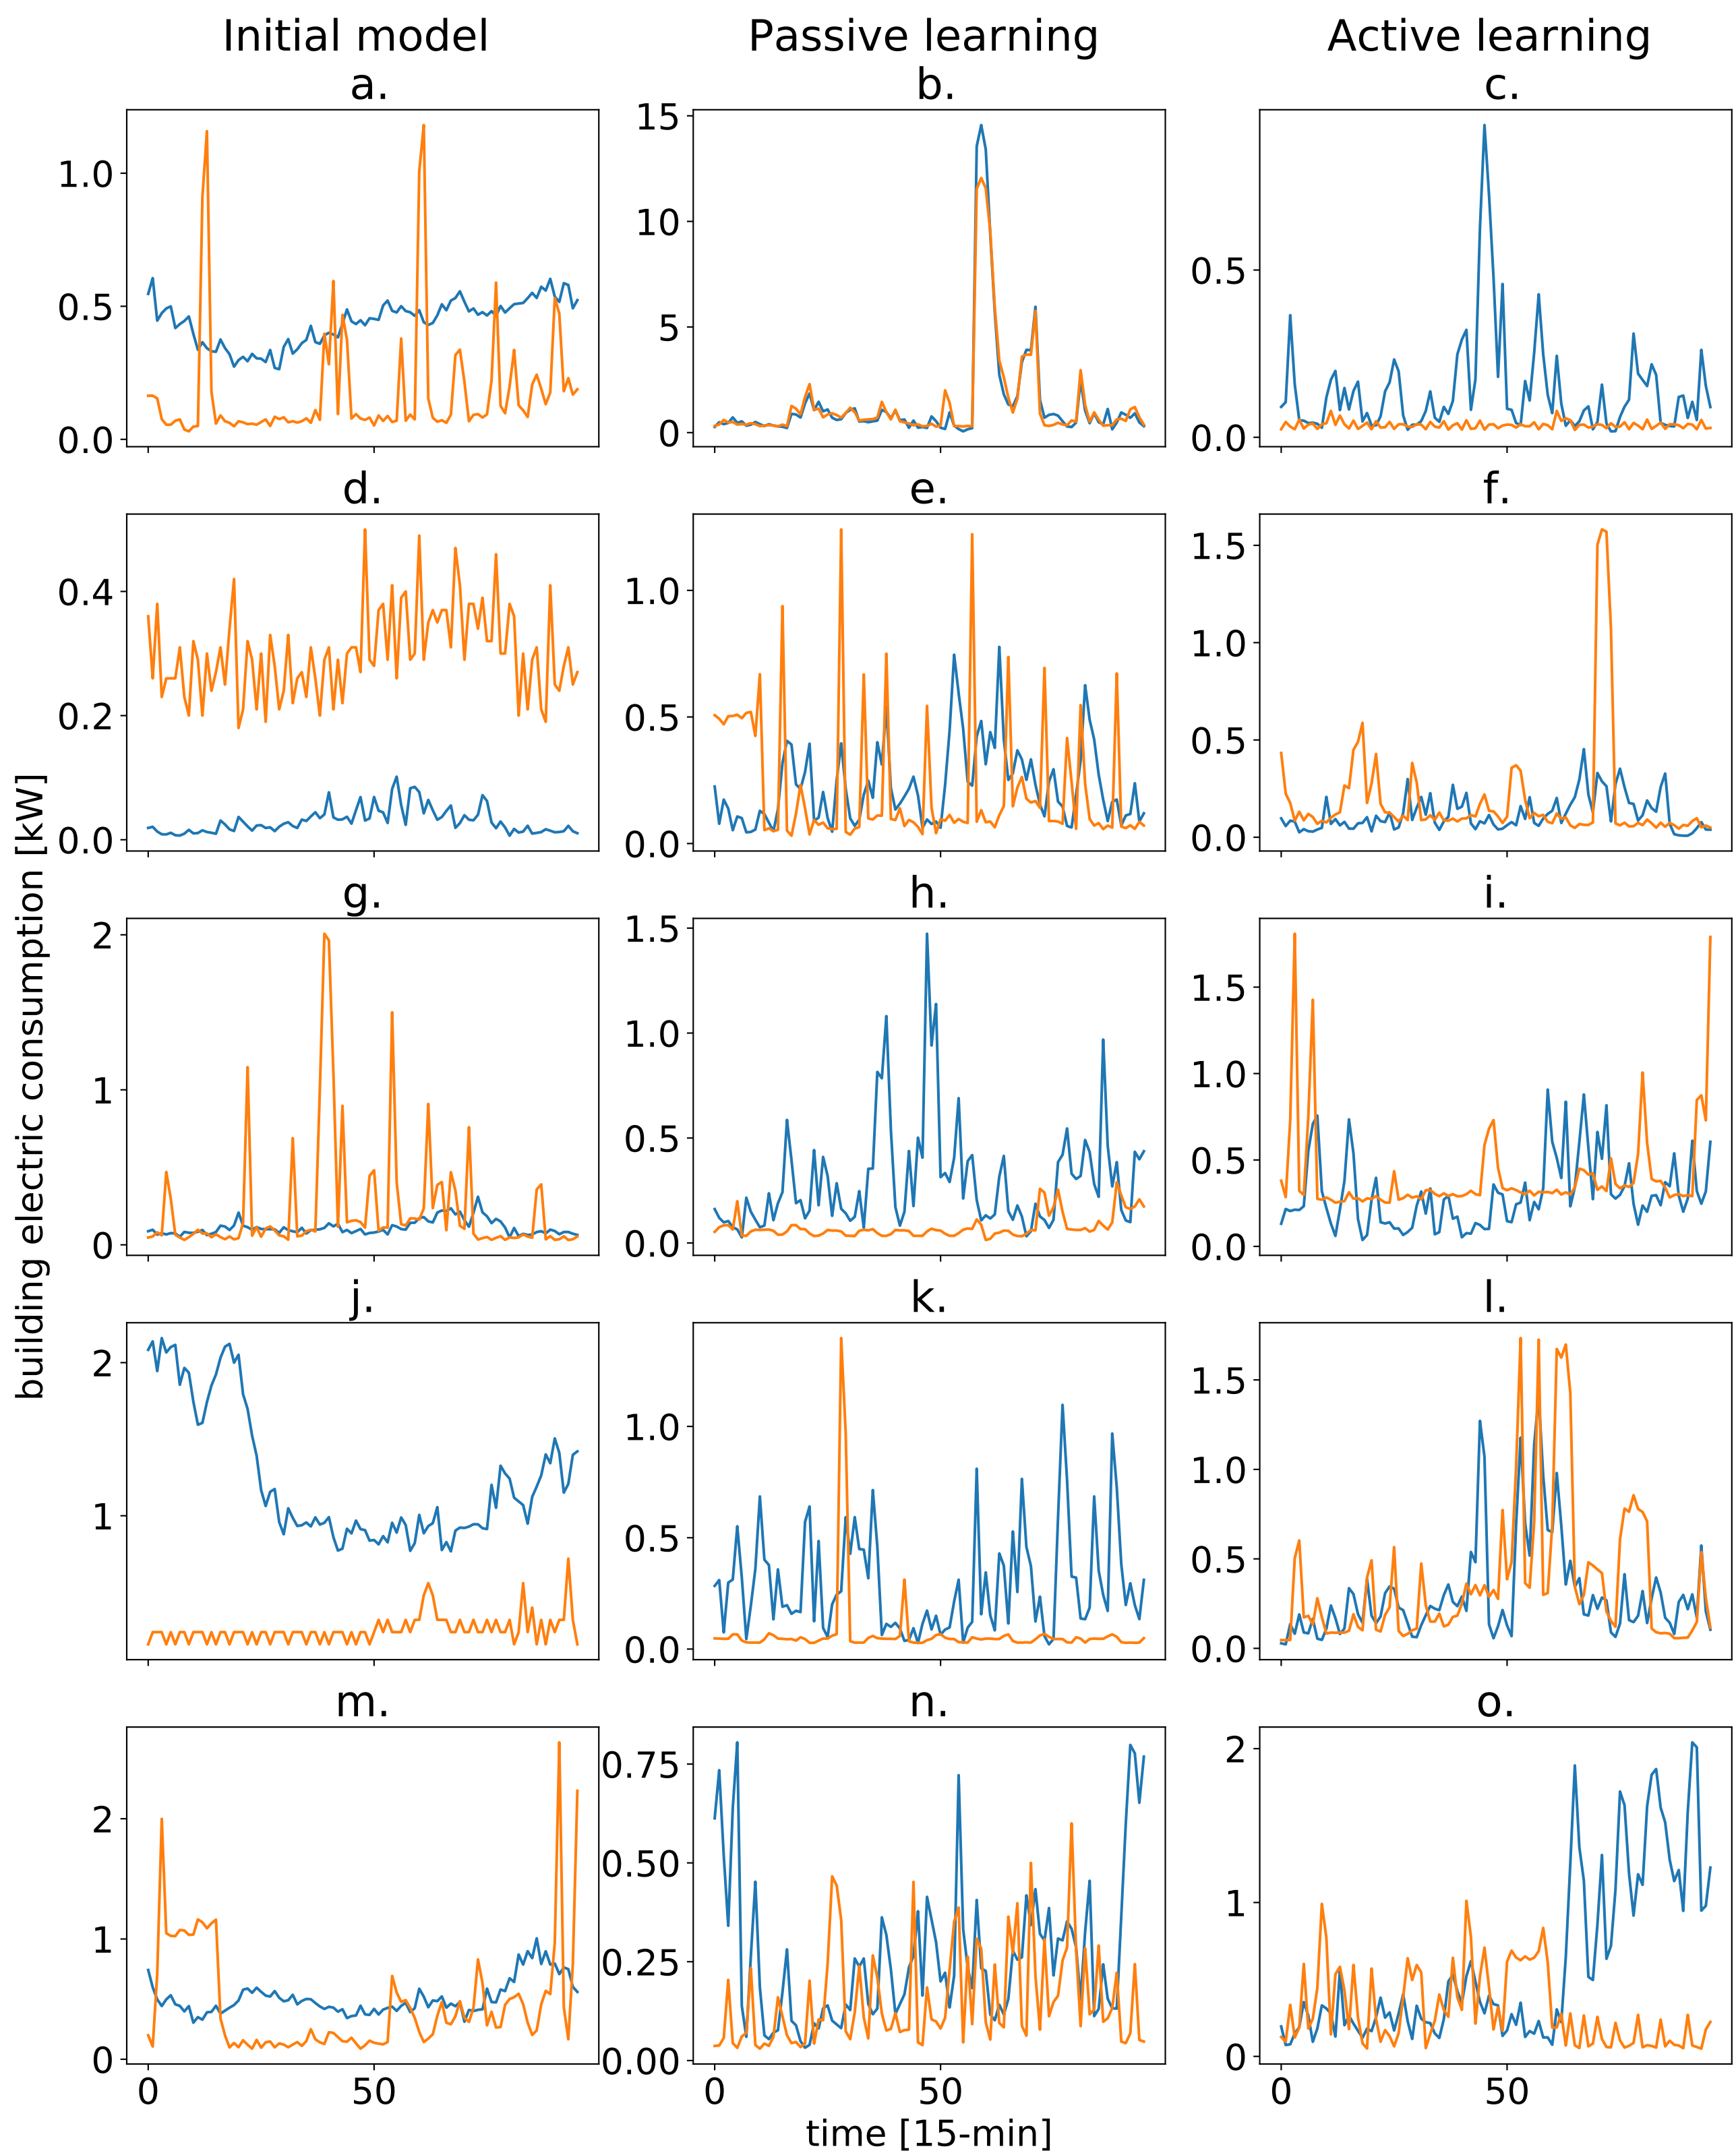 Initial model
Passive learning
Active learning
a.
b.
c.
1.0
0.5
0.0
15
10
5
0
0.5
0.0
d.
e.
f.
0.4
0.2
0.0
1.0
0.5
0.0
1.5
1.0
0.5
0.0
g.
h.
i.
2
1
0
1.5
1.0
0.5
0.0
1.5
1.0
0.5
0.0
building electric consumption [kW]
j.
k.
l.
2
1
1.0
0.5
0.0
1.5
1.0
0.5
0.0
m.
n.
o.
2
1
0
0.75
0.50
0.25
0.00
2
1
0
0
50
0
50
0
50
time [15-min]